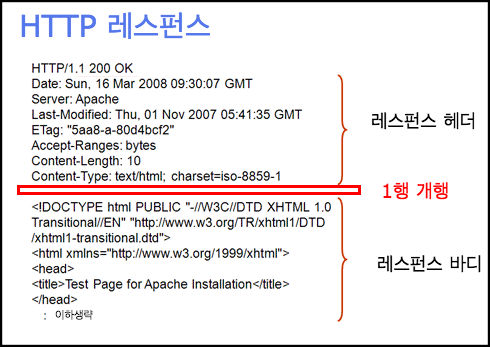 HTTP 레스펀스
HTTP/1.1 200 OK
Date: Sun, 16 Mar 2008 09:30:07 GMT
Server: Apache
Last-Modified: Thu, 01 Nov 2007 05:41:35 GMT
ETag: "5aa8-a-80d4bcf2"
Accept-Ranges: bytes
Content-Length: 10
Content-Type: text/html; charset=iso-8859-1
레스펀스 헤더
1행 개행
<!DOCTYPE html PUBLIC "-//W3C//DTD XHTML 1.0
Transitional//EN" "http://www.w3.org/TR/xhtml1/DTD
/xhtml1-transitional.dtd">
<html xmlns="http://www.w3.org/1999/xhtml">
<head>
<title>Test Page for Apache Installation</title>
</head>
: 이하생략
레스펀스 바디